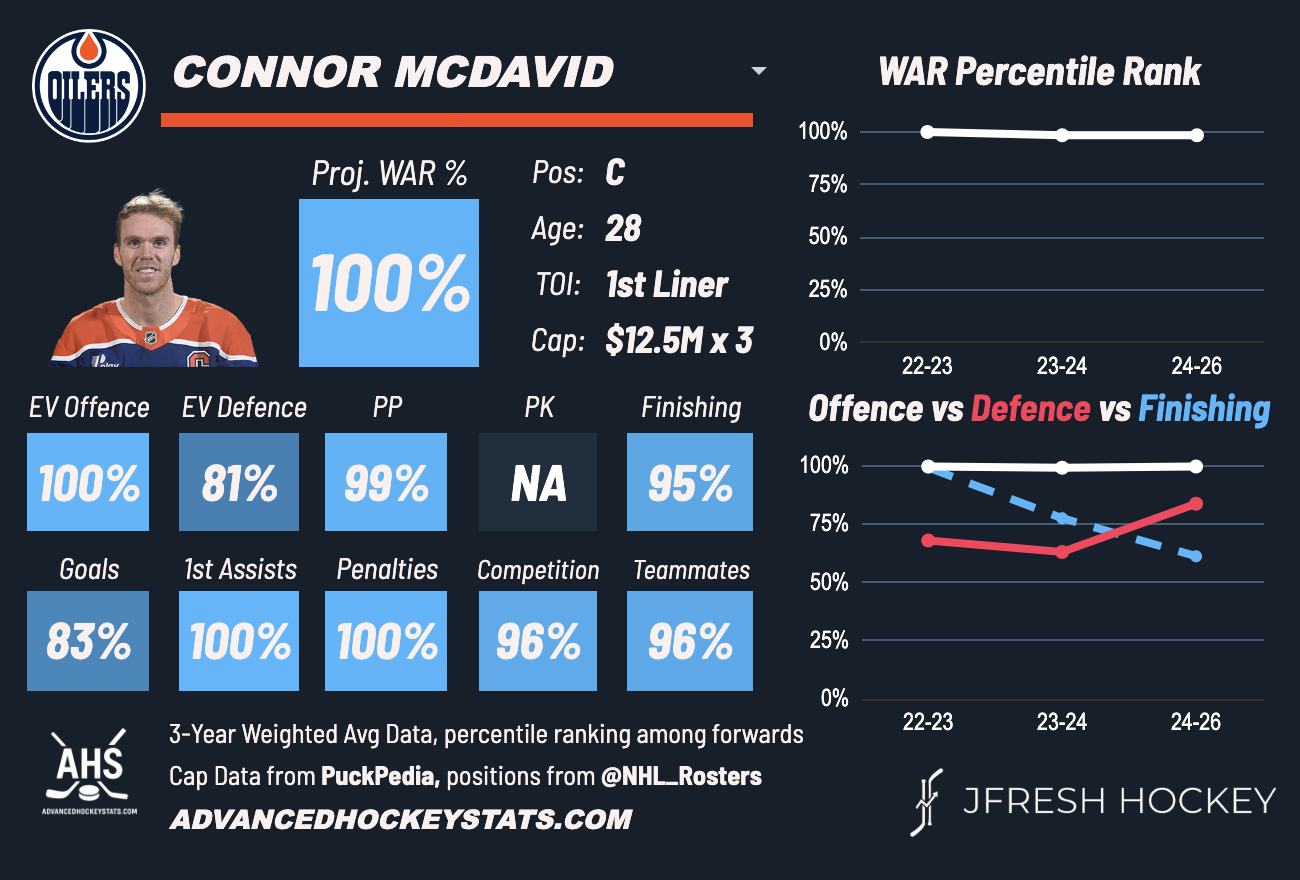 OILERS
CONNOR MCDAVID
WAR Percentile Rank
Proj. WAR %
100%
Pos: C
Age: 28
TOI: 1st Liner
Cap: $12.5M x 3
100%
75%
50%
25%
0%
22-23 23-24 24-26
EV Offence EV Defence PP PK Finishing
100% 81% 99% NA 95%
Goals 1st Assists Penalties Competition Teammates
83% 100% 100% 96% 96%
Offence vs Defence vs Finishing
100%
75%
50%
25%
0%
22-23 23-24 24-26
AHS
ADVANCEDHOCKEYSTATS.COM
3-Year Weighted Avg Data, percentile ranking among forwards
Cap Data from PuckPedia, positions from @NHL_Rosters
ADVANCEDHOCKEYSTATS.COM
JFRESH HOCKEY